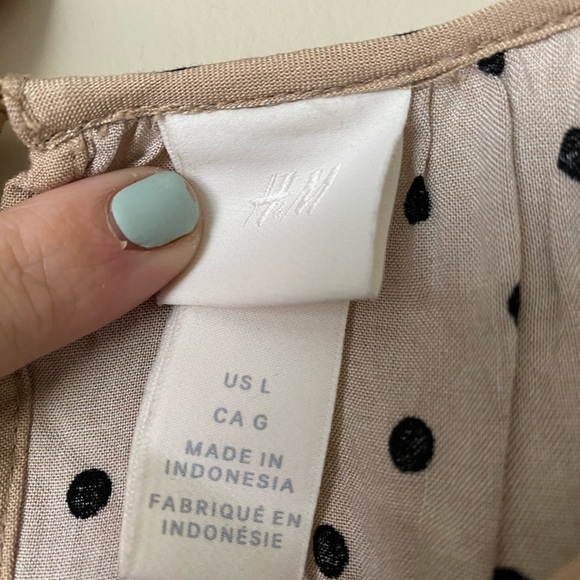 H&M
US L
CA G
MADE IN
INDONESIA
FABRIQUÉ EN
INDONÉSIE